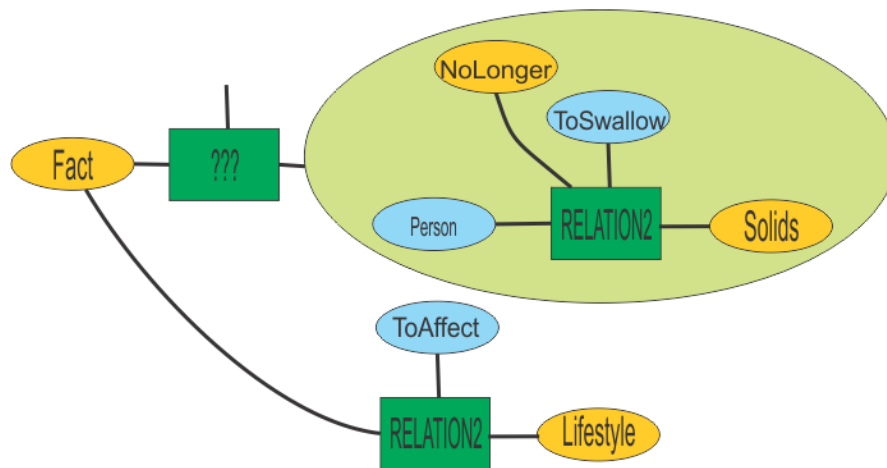 NoLonger
ToSwallow
Fact
???
Person
RELATION2
Solids
ToAffect
RELATION2
Lifestyle